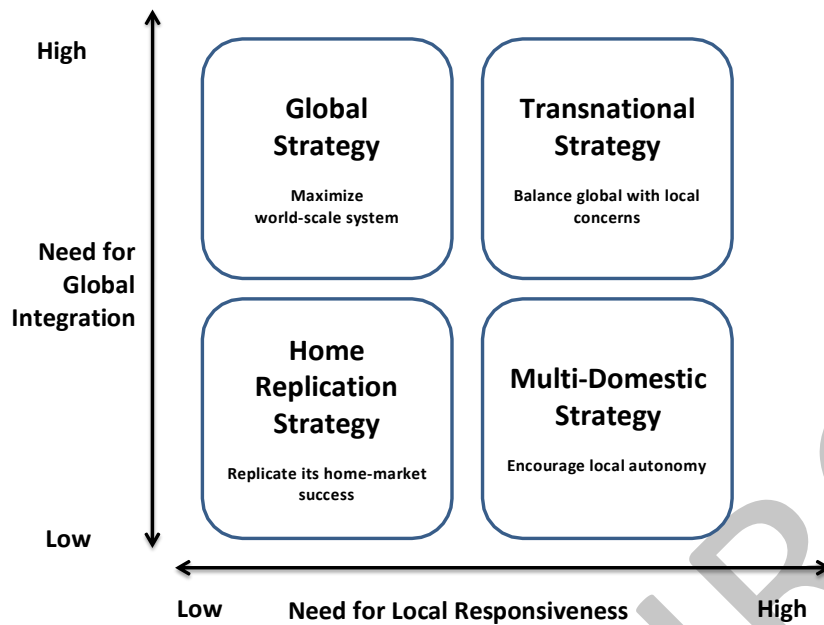 High
Global
Strategy
Maximize
world-scale system
Transnational
Strategy
Balance global with local
concerns
Need for
Global
Integration
Home
Replication
Strategy
Replicate its home-market
success
Multi-Domestic
Strategy
Encourage local autonomy
Low
Low Need for Local Responsiveness High